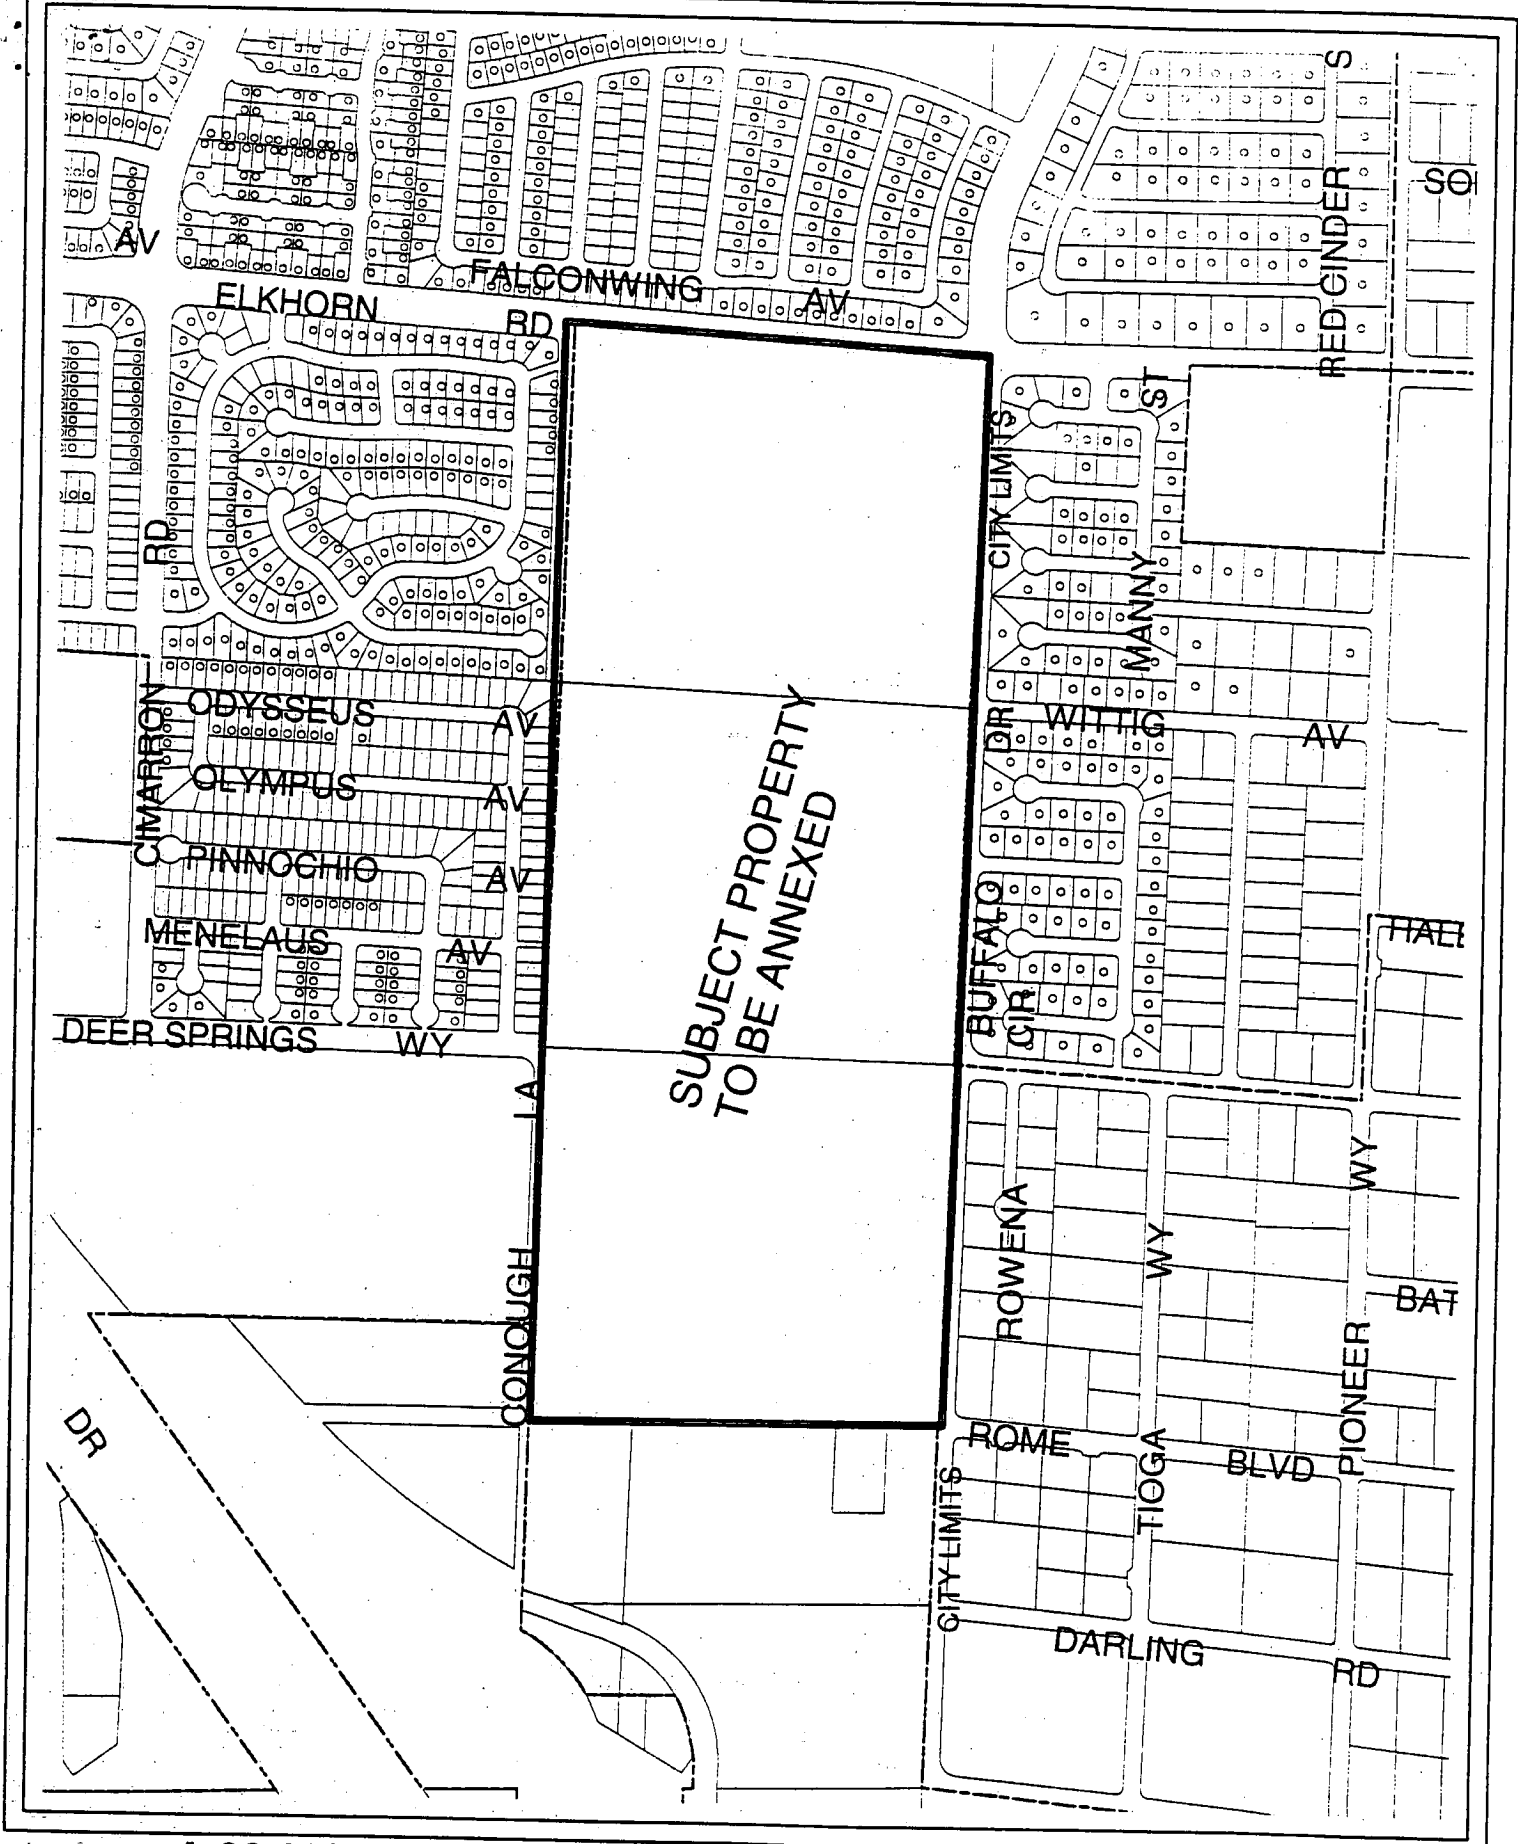 S
SO
RED CINDER
AV
FALCONWING
AV
ELKHORN
RD
ST
CITY LIMITS
RD
MANNY
ODYSSEUS
AV
DR
WITTIG
AV
CIMARRON
OLYMPUS
AV
SUBJECT PROPERTY
TO BE ANNEXED
PINNOCHIO
AV
MENELAUS
AV
BUFFALO
CIR
DEER SPRINGS
WY
LA
CONOUGH
ROWENA
WY
WY
BAT
PIONEER
DR
ROME
BLVD
TIOGA
CITY LIMITS
DARLING
RD